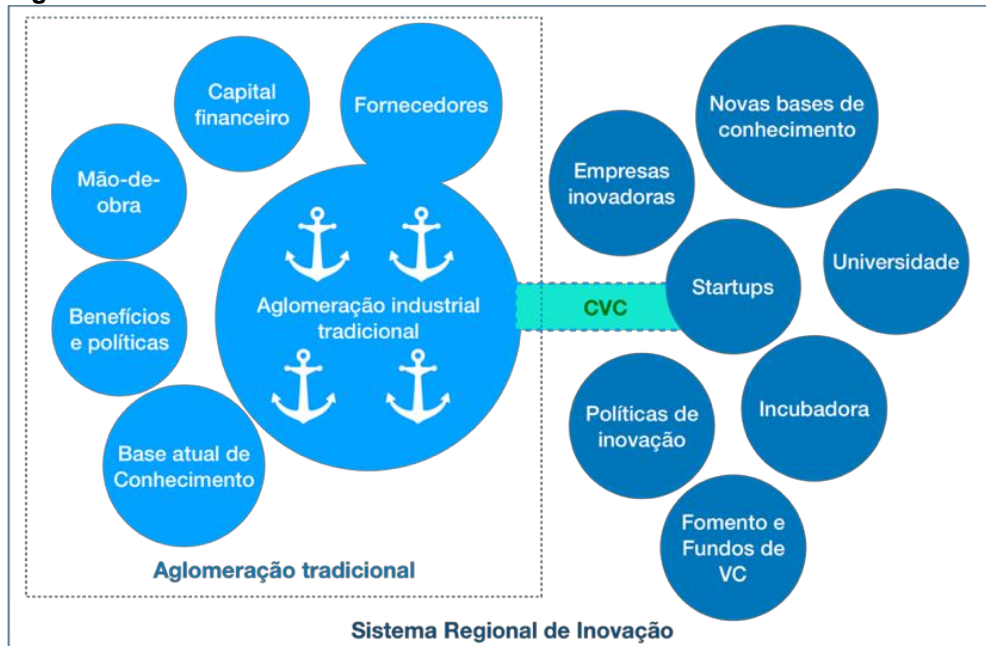 Capital
financeiro
Fornecedores
Mão-de-
obra
Benefícios
e políticas
Base atual de
Conhecimento
Aglomeração industrial
tradicional
Aglomeração tradicional
CVC
Novas bases de
conhecimento
Empresas
inovadoras
Universidade
Startups
Políticas de
inovação
Incubadora
Fomento e
Fundos de
VC
Sistema Regional de Inovação